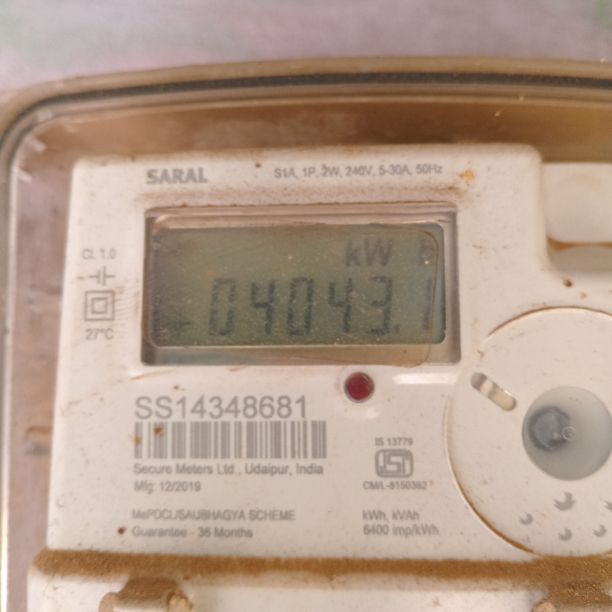 SARAL
S1A, 1P, 2W, 240V, 5-30A, 50Hz
CL 1.0
27°C
kW h
04043.1
SS14348681
Secure Meters Ltd., Udaipur, India
Mfg: 12/2019
IS 13779
ISI
CM/L-8150362
MePDCL/SAUBHAGYA SCHEME
Guarantee - 36 Months
kWh, kVAh
6400 imp/kWh